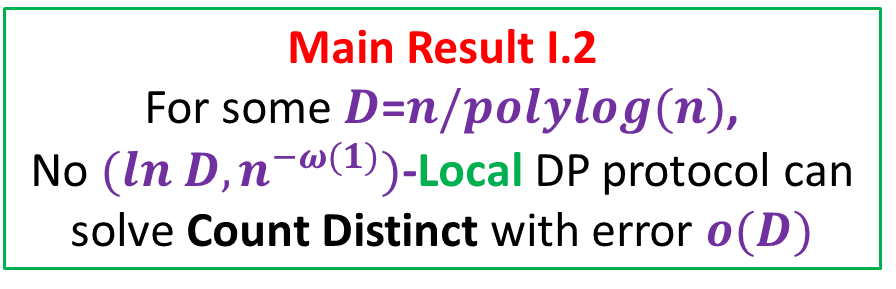 Main Result I.2
For some D=n/polylog(n),
No (ln D, n^{-ω(1)})-Local DP protocol can
solve Count Distinct with error o(D)